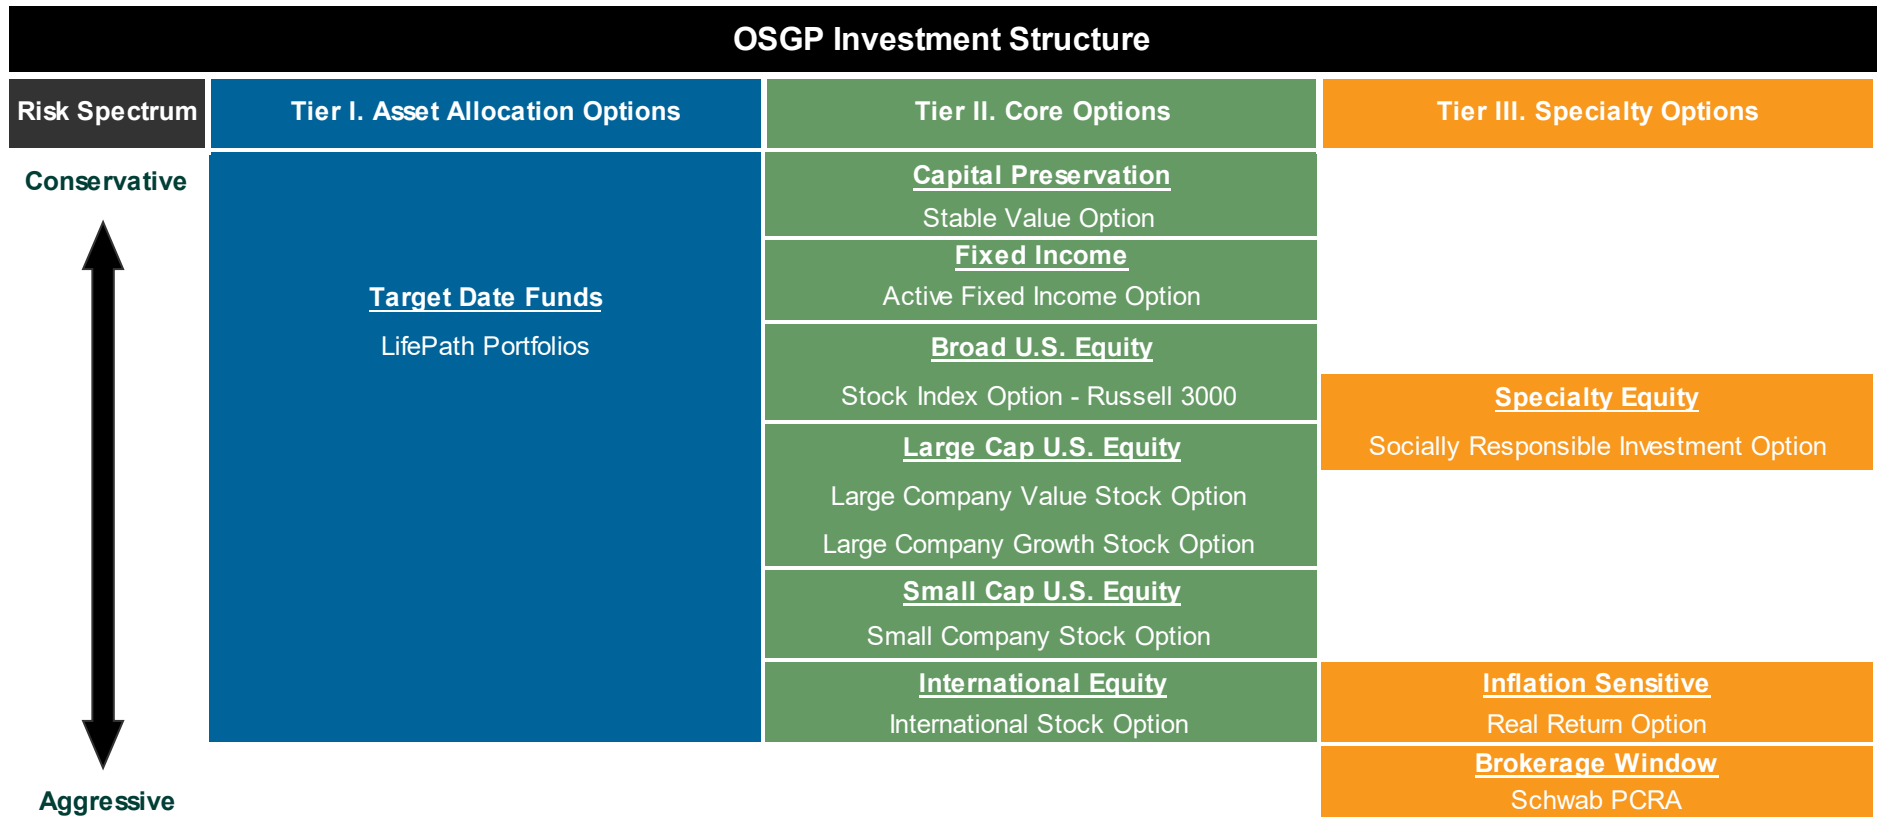 OSGP Investment Structure
Risk Spectrum
Tier I. Asset Allocation Options
Tier II. Core Options
Tier III. Specialty Options
Conservative
Aggressive
Target Date Funds
LifePath Portfolios
Capital Preservation
Stable Value Option
Fixed Income
Active Fixed Income Option
Broad U.S. Equity
Stock Index Option - Russell 3000
Large Cap U.S. Equity
Large Company Value Stock Option
Large Company Growth Stock Option
Small Cap U.S. Equity
Small Company Stock Option
International Equity
International Stock Option
Specialty Equity
Socially Responsible Investment Option
Inflation Sensitive
Real Return Option
Brokerage Window
Schwab PCRA